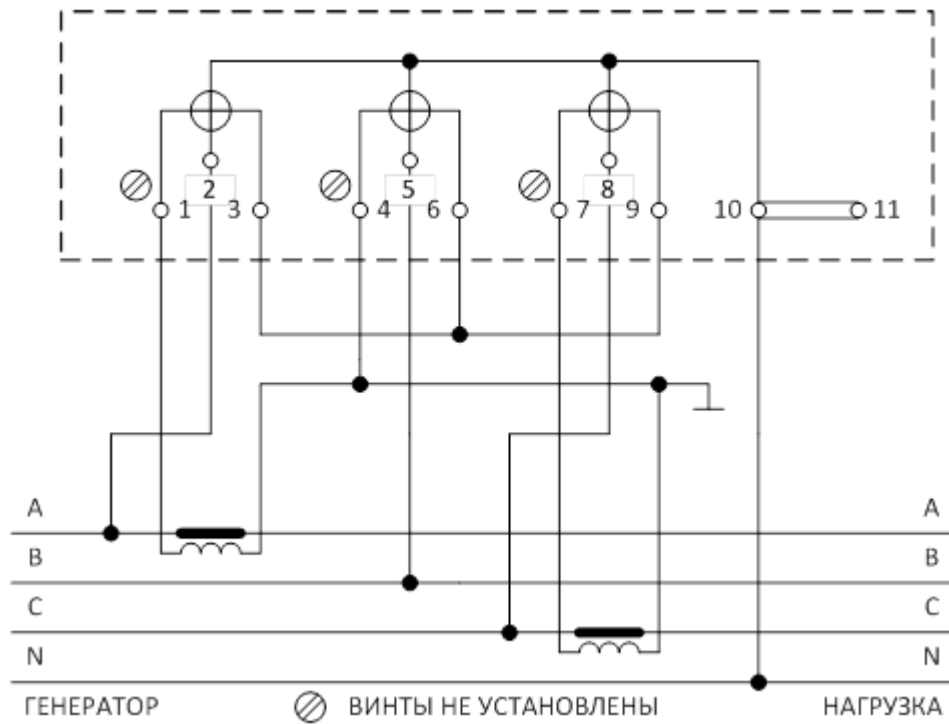 2 5 8
1 3 4 6 7 9 10 11
A A
B B
C C
N N
ГЕНЕРАТОР ВИНТЫ НЕ УСТАНОВЛЕНЫ НАГРУЗКА